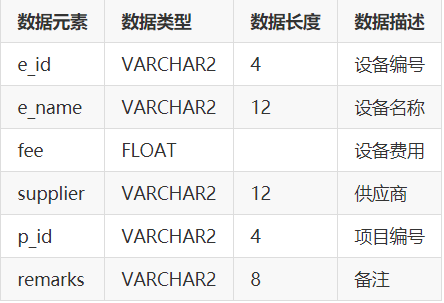 数据元素 数据类型 数据长度 数据描述
e_id VARCHAR2 4 设备编号
e_name VARCHAR2 12 设备名称
fee FLOAT 设备费用
supplier VARCHAR2 12 供应商
p_id VARCHAR2 4 项目编号
remarks VARCHAR2 8 备注